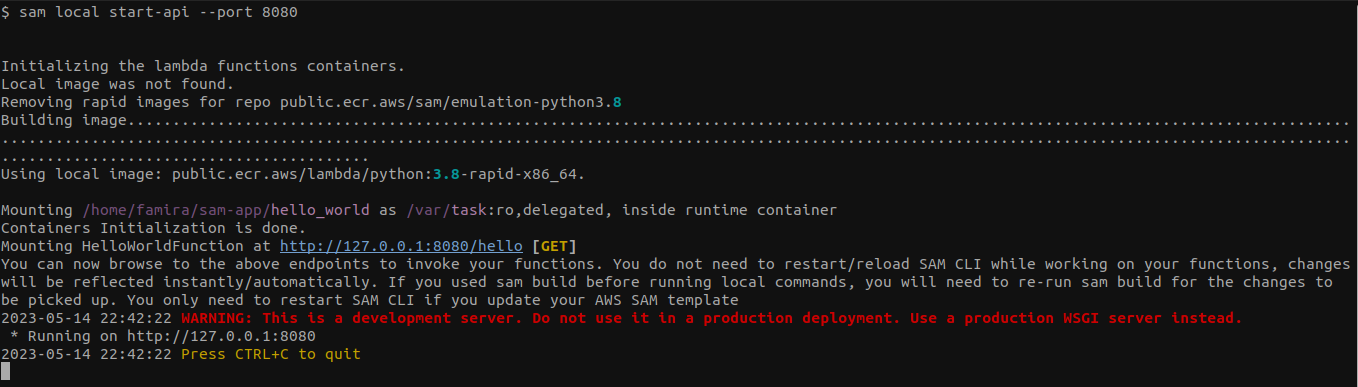 $ sam local start-api --port 8080
Initializing the lambda functions containers.
Local image was not found.
Removing rapid images for repo public.ecr.aws/sam/emulation-python3.8
Building image........................................................................................................................................
......................................................................................................................................................
.........................................
Using local image: public.ecr.aws/lambda/python:3.8-rapid-x86_64.
Mounting /home/famira/sam-app/hello_world as /var/task:ro,delegated, inside runtime container
Containers Initialization is done.
Mounting HelloWorldFunction at http://127.0.0.1:8080/hello [GET]
You can now browse to the above endpoints to invoke your functions. You do not need to restart/reload SAM CLI while working on your functions, changes
will be reflected instantly/automatically. If you used sam build before running local commands, you will need to re-run sam build for the changes to
be picked up. You only need to restart SAM CLI if you update your AWS SAM template
2023-05-14 22:42:22 WARNING: This is a development server. Do not use it in a production deployment. Use a production WSGI server instead.
 * Running on http://127.0.0.1:8080
2023-05-14 22:42:22 Press CTRL+C to quit